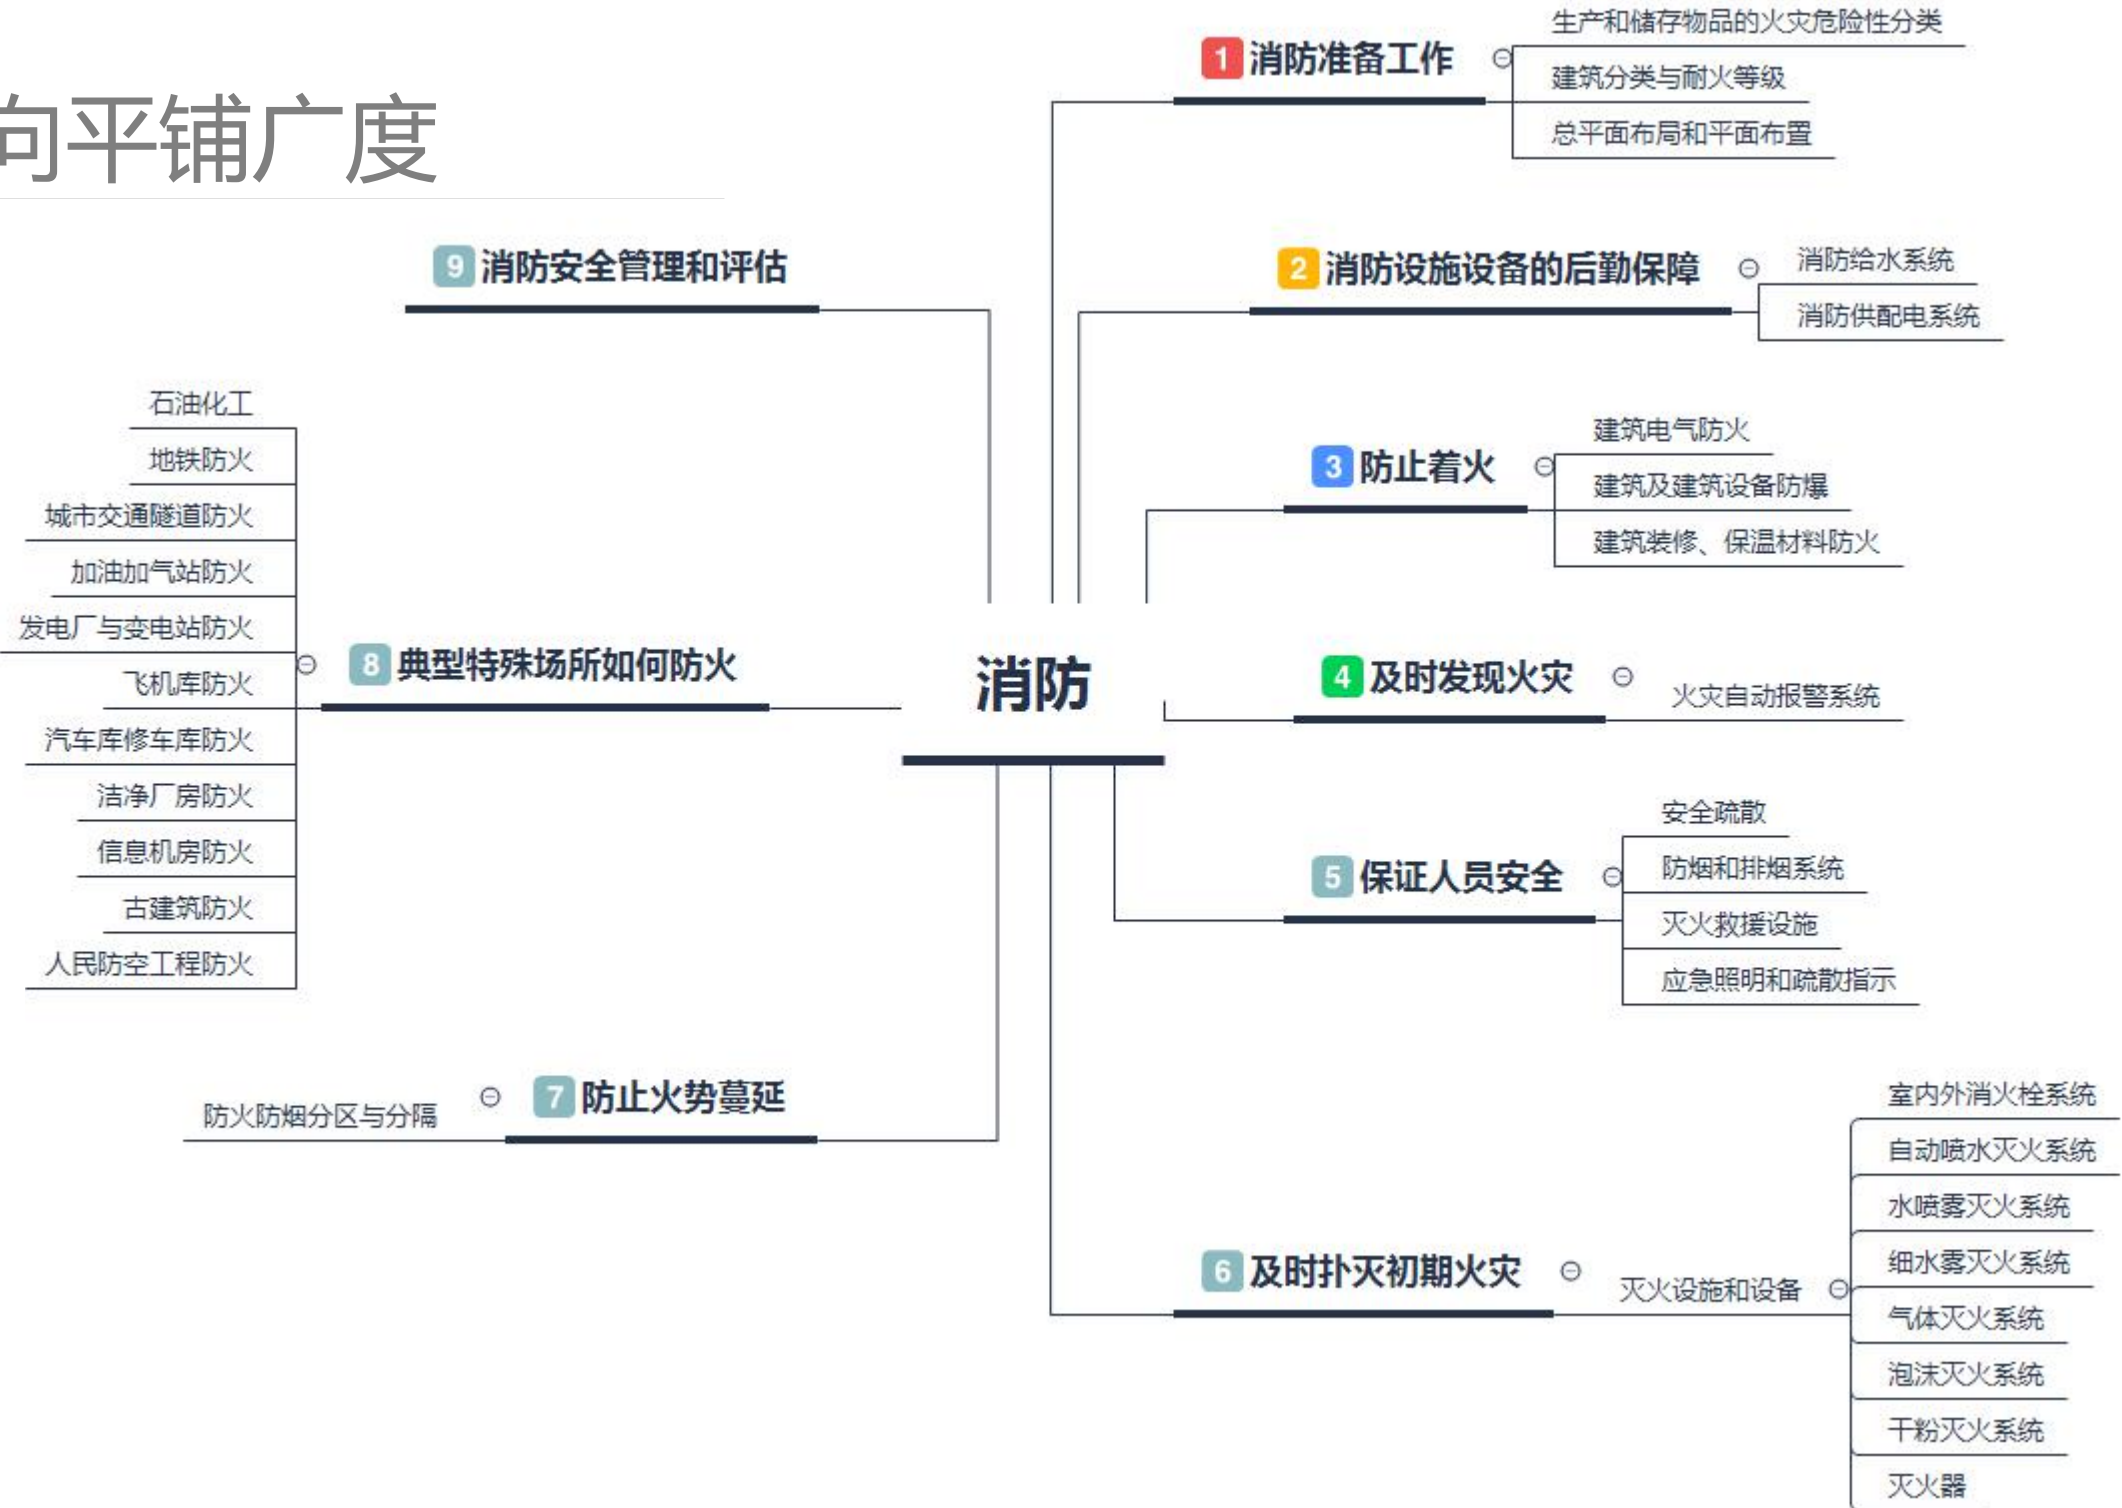 向平铺广度
消防
1 消防准备工作
生产和储存物品的火灾危险性分类
建筑分类与耐火等级
总平面布局和平面布置
2 消防设施设备的后勤保障
消防给水系统
消防供配电系统
3 防止着火
建筑电气防火
建筑及建筑设备防爆
建筑装修、保温材料防火
4 及时发现火灾
火灾自动报警系统
5 保证人员安全
安全疏散
防烟和排烟系统
灭火救援设施
应急照明和疏散指示
6 及时扑灭初期火灾
灭火设施和设备
室内外消火栓系统
自动喷水灭火系统
水喷雾灭火系统
细水雾灭火系统
气体灭火系统
泡沫灭火系统
干粉灭火系统
灭火器
7 防止火势蔓延
防火防烟分区与分隔
8 典型特殊场所如何防火
石油化工
地铁防火
城市交通隧道防火
加油加气站防火
发电厂与变电站防火
飞机库防火
汽车库修车库防火
洁净厂房防火
信息机房防火
古建筑防火
人民防空工程防火
9 消防安全管理和评估